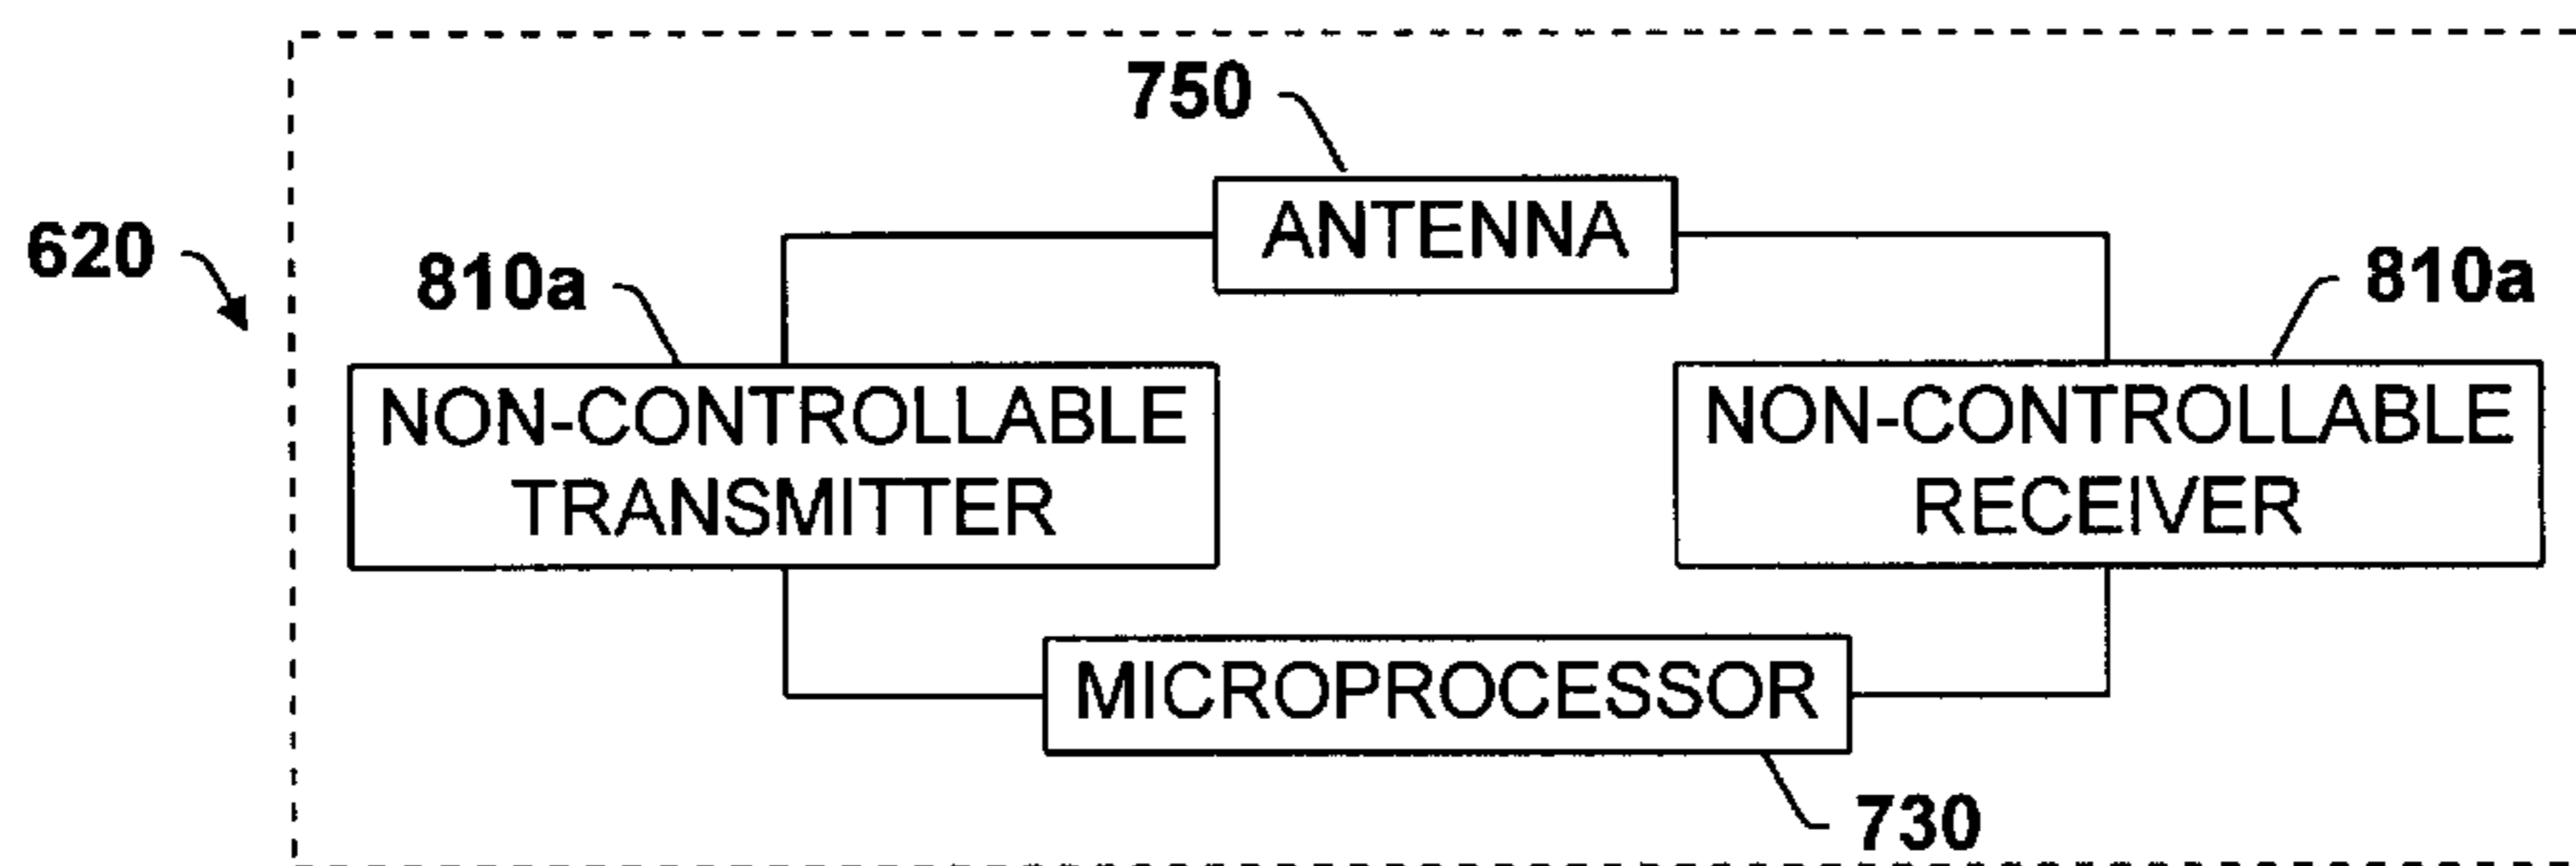 750
ANTENNA
620
810a
810a
NON-CONTROLLABLE
TRANSMITTER
NON-CONTROLLABLE
RECEIVER
MICROPROCESSOR
730